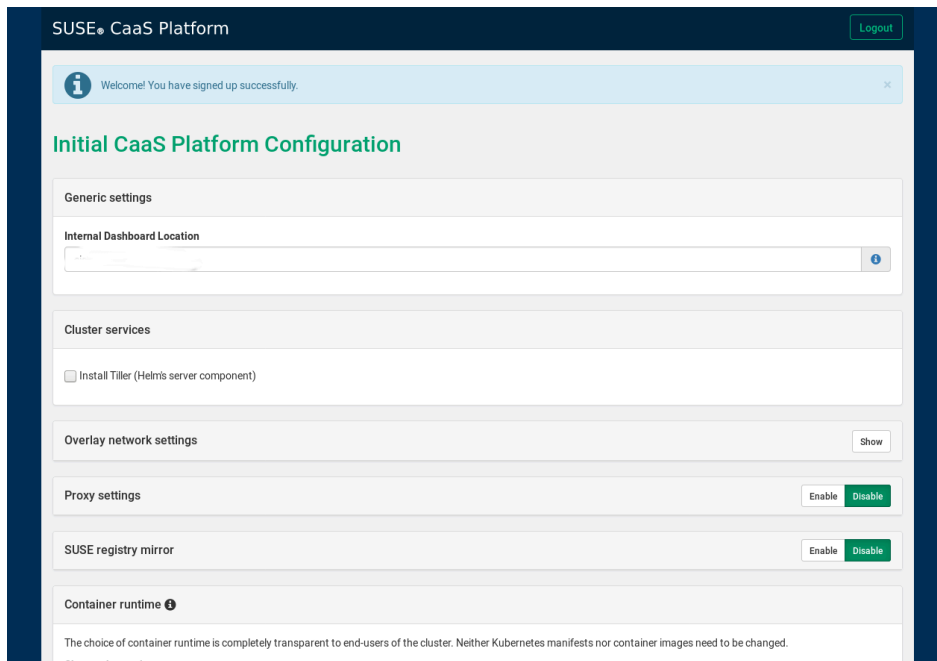 SUSE® CaaS Platform
Logout
Welcome! You have signed up successfully.
×
Initial CaaS Platform Configuration
Generic settings
Internal Dashboard Location
Cluster services
Install Tiller (Helm's server component)
Overlay network settings
Show
Proxy settings
Enable Disable
SUSE registry mirror
Enable Disable
Container runtime
The choice of container runtime is completely transparent to end-users of the cluster. Neither Kubernetes manifests nor container images need to be changed.